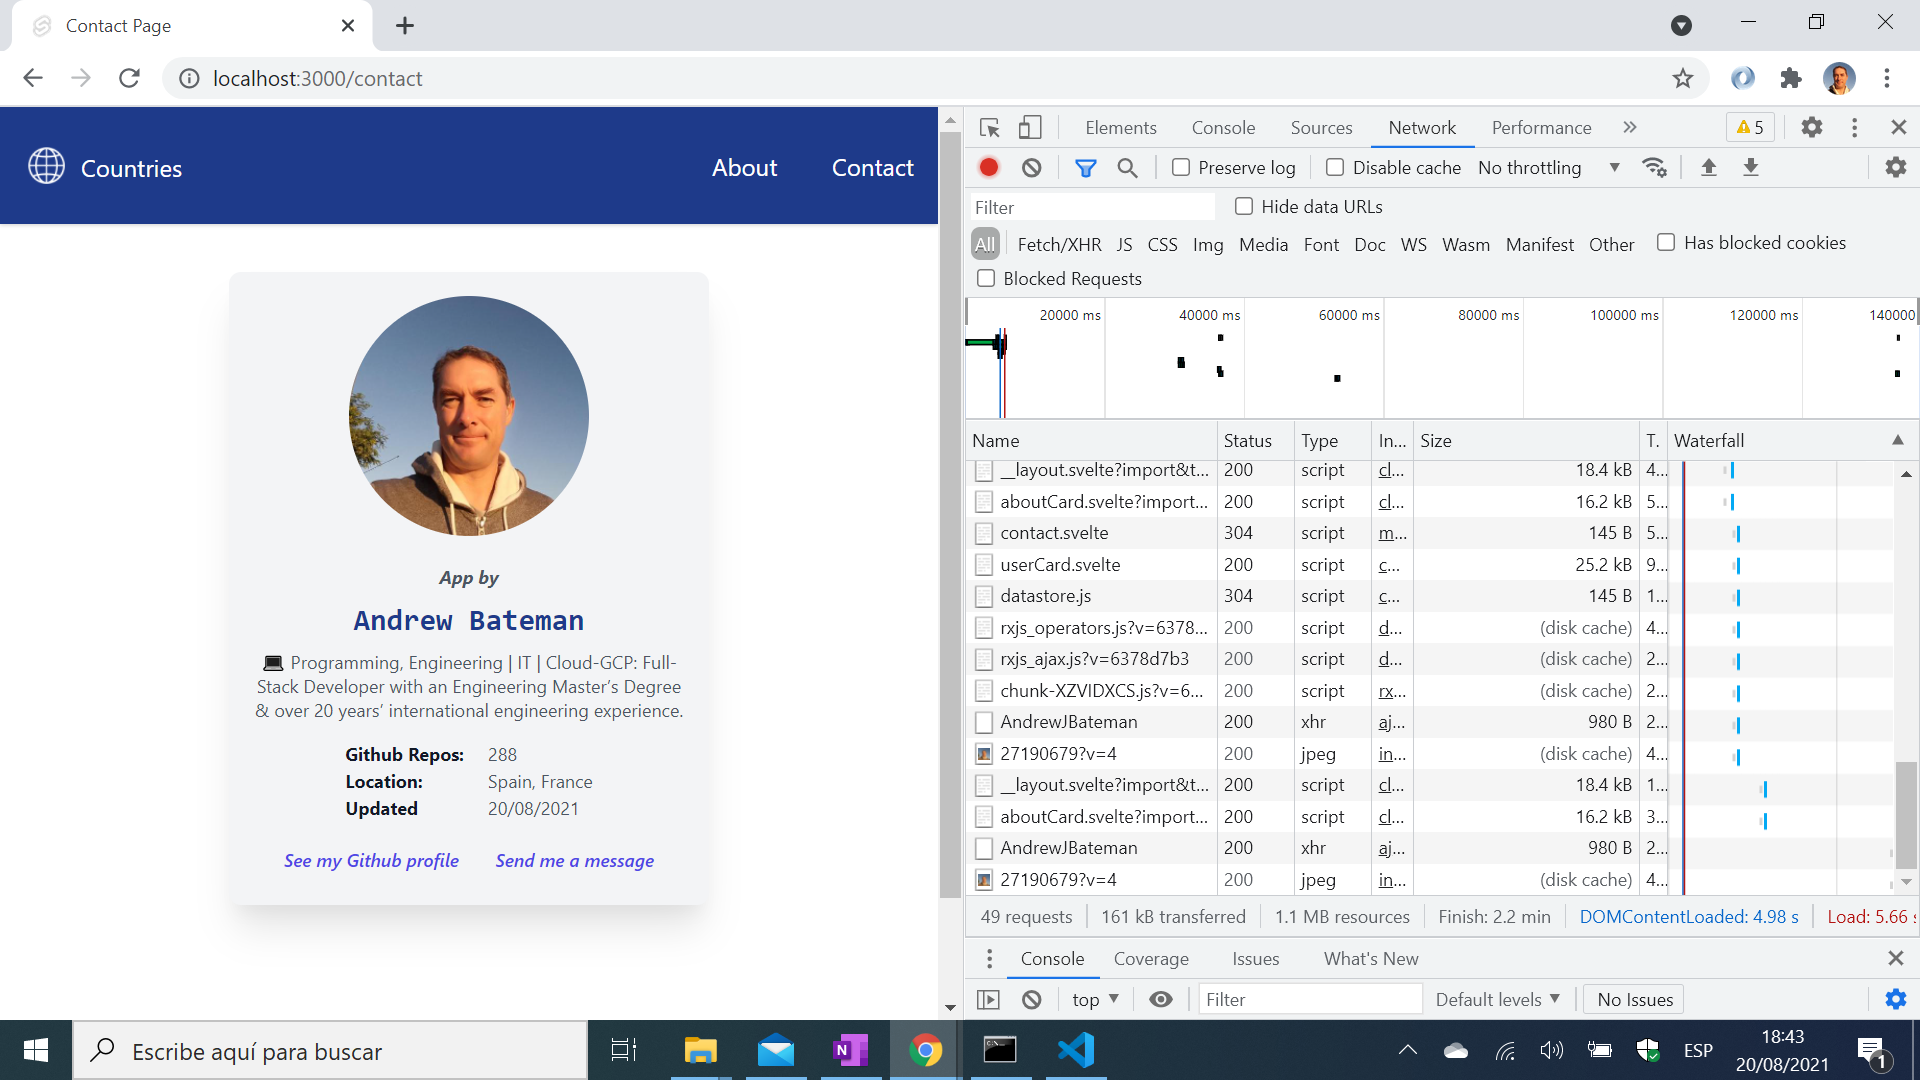 Contact Page
localhost:3000/contact
Countries
About
Contact
App by
Andrew Bateman
💻 Programming, Engineering | IT | Cloud-GCP: Full-
Stack Developer with an Engineering Master’s Degree
& over 20 years’ international engineering experience.
Github Repos: 288
Location: Spain, France
Updated 20/08/2021
See my Github profile
Send me a message
Elements Console Sources Network Performance » 5
Preserve log Disable cache No throttling
Filter Hide data URLs
All Fetch/XHR JS CSS Img Media Font Doc WS Wasm Manifest Other Has blocked cookies
Blocked Requests
20000 ms 40000 ms 60000 ms 80000 ms 100000 ms 120000 ms 140000
Name Status Type In... Size T. Waterfall
__layout.svelte?import&t... 200 script cl... 18.4 kB 4...
aboutCard.svelte?import... 200 script cl... 16.2 kB 5...
contact.svelte 304 script m... 145 B 5...
userCard.svelte 200 script c... 25.2 kB 9...
datastore.js 304 script c... 145 B 1...
rxjs_operators.js?v=6378... 200 script d... (disk cache) 4...
rxjs_ajax.js?v=6378d7b3 200 script d... (disk cache) 2...
chunk-XZVIDXCS.js?v=6... 200 script rx... (disk cache) 2...
AndrewJBateman 200 xhr aj... 980 B 2...
27190679?v=4 200 jpeg in... (disk cache) 4...
__layout.svelte?import&t... 200 script cl... 18.4 kB 1...
aboutCard.svelte?import... 200 script cl... 16.2 kB 3...
AndrewJBateman 200 xhr aj... 980 B 2...
27190679?v=4 200 jpeg in... (disk cache) 4...
49 requests 161 kB transferred 1.1 MB resources Finish: 2.2 min DOMContentLoaded: 4.98 s Load: 5.66 s
Console Coverage Issues What's New
top Filter Default levels No Issues
Escribe aquí para buscar
N
C:\
ESP
18:43
20/08/2021
1